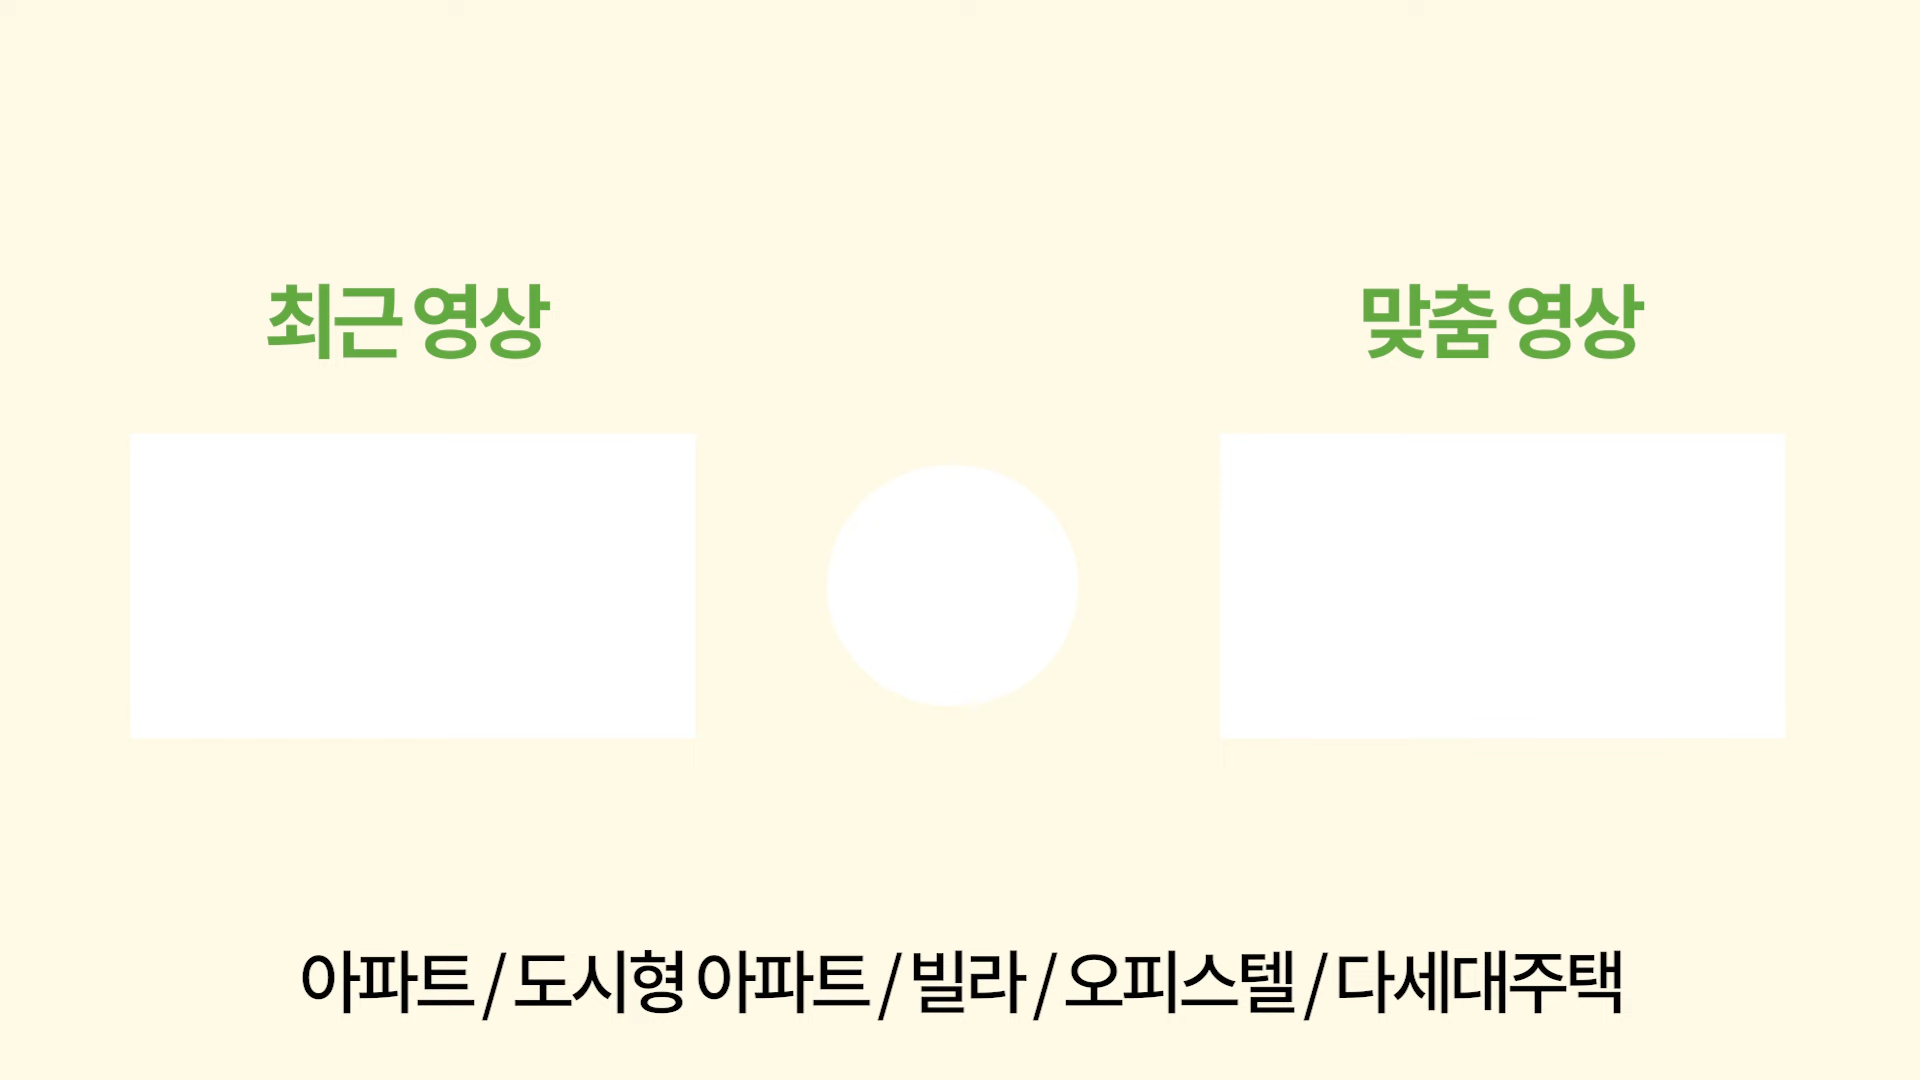 최근 영상
맞춤 영상
아파트 / 도시형 아파트 / 빌라 / 오피스텔 / 다세대주택